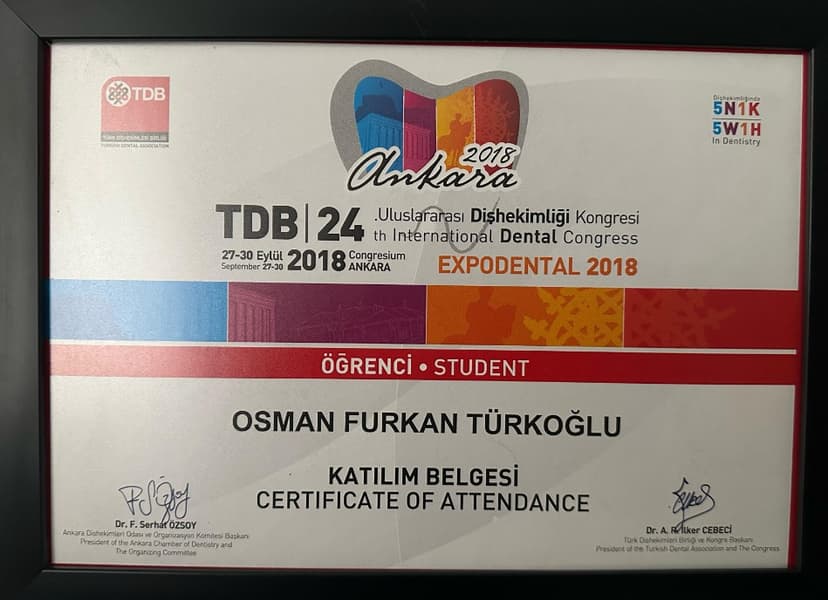 TDB
TÜRK DİŞHEKİMLERİ BİRLİĞİ
TURKISH DENTAL ASSOCIATION
2018
Ankara
Dişhekimliğinde
5N1K
5W1H
In Dentistry
TDB | 24 .Uluslararası Dişhekimliği Kongresi
th International Dental Congress
27-30 Eylül
September 27-30
2018
Congresium
ANKARA
EXPODENTAL 2018
ÖĞRENCİ • STUDENT
OSMAN FURKAN TÜRKOĞLU
KATILIM BELGESİ
CERTIFICATE OF ATTENDANCE
Dr. F. Serhat ÖZSOY
Ankara Dişhekimleri Odası ve Organizasyon Komitesi Başkanı
President of the Ankara Chamber of Dentistry and
The Organizing Committee
Dr. A. R. İlker CEBECİ
Türk Dişhekimleri Birliği ve Kongre Başkanı
President of the Turkish Dental Association and The Congress